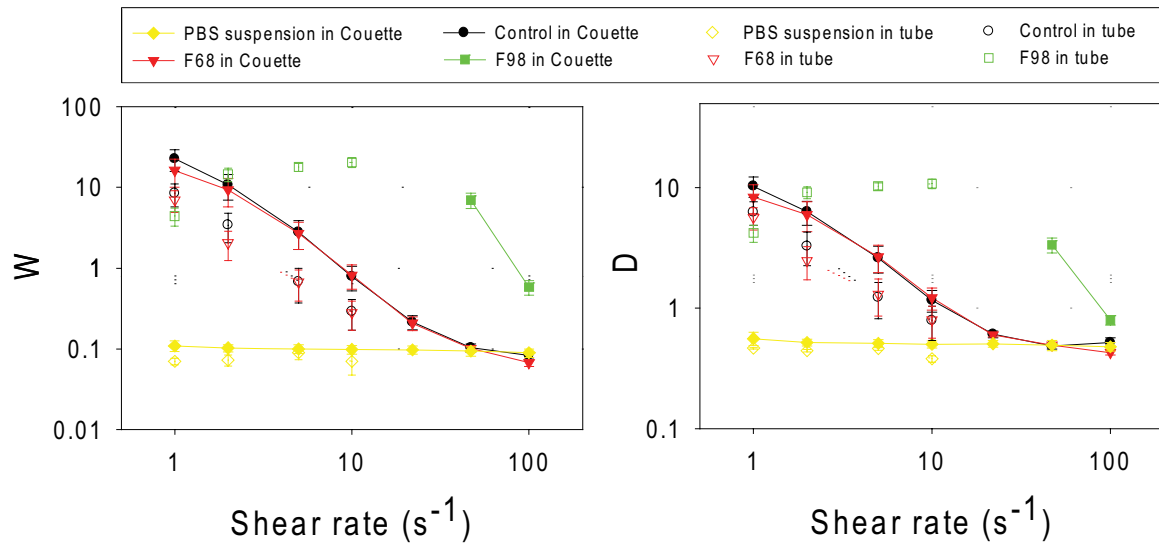 PBS suspension in Couette Control in Couette PBS suspension in tube Control in tube
F68 in Couette F98 in Couette F68 in tube F98 in tube
100
10
1
0.1
0.01
W
1 10 100
Shear rate (s⁻¹)
10
1
0.1
D
1 10 100
Shear rate (s⁻¹)